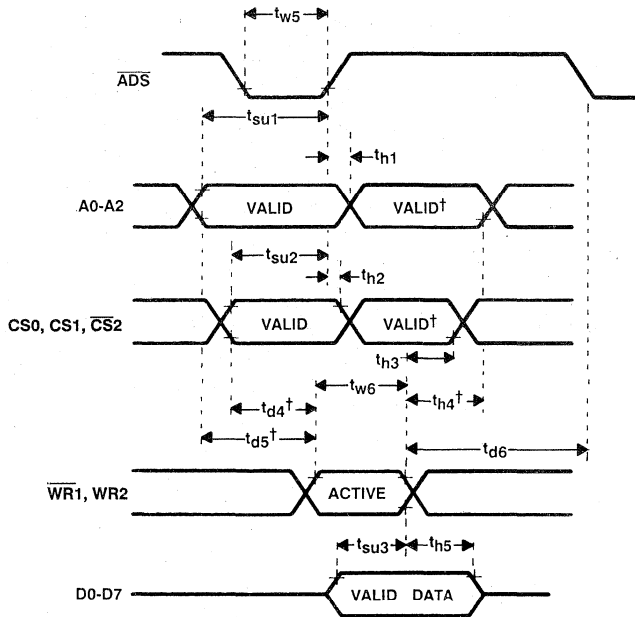 tw5
ADS
tsu1
th1
A0-A2
VALID
VALID†
tsu2
th2
CS0, CS1, CS2
VALID
VALID†
th3
tw6
td4†
th4†
td5†
td6
WR1, WR2
ACTIVE
tsu3
th5
D0-D7
VALID DATA